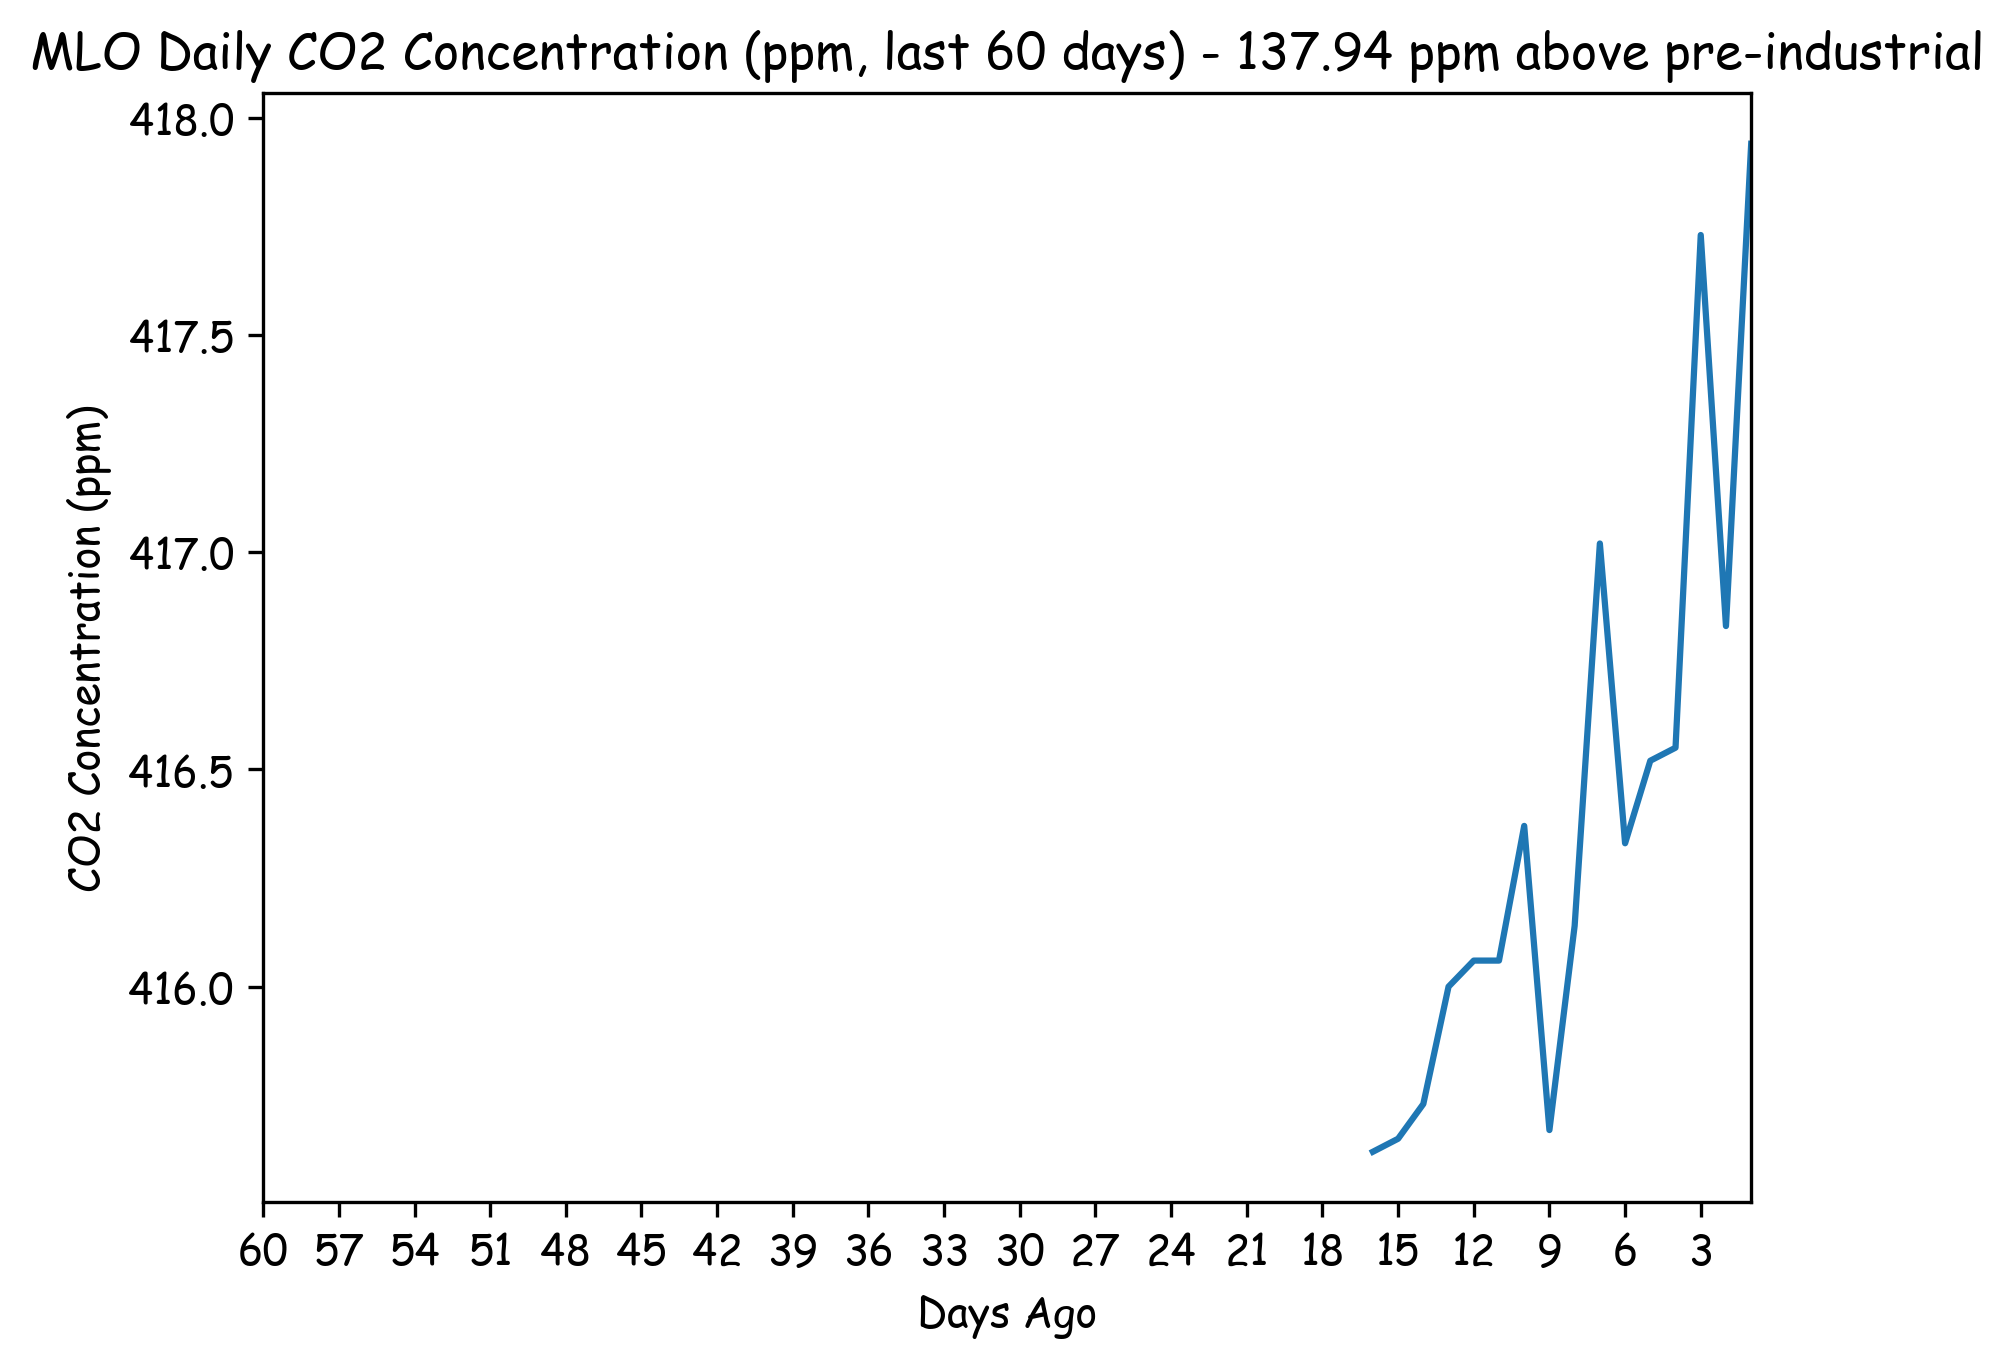 MLO Daily CO2 Concentration (ppm, last 60 days) - 137.94 ppm above pre-industrial
418.0
417.5
417.0
416.5
416.0
CO2 Concentration (ppm)
60 57 54 51 48 45 42 39 36 33 30 27 24 21 18 15 12 9 6 3
Days Ago